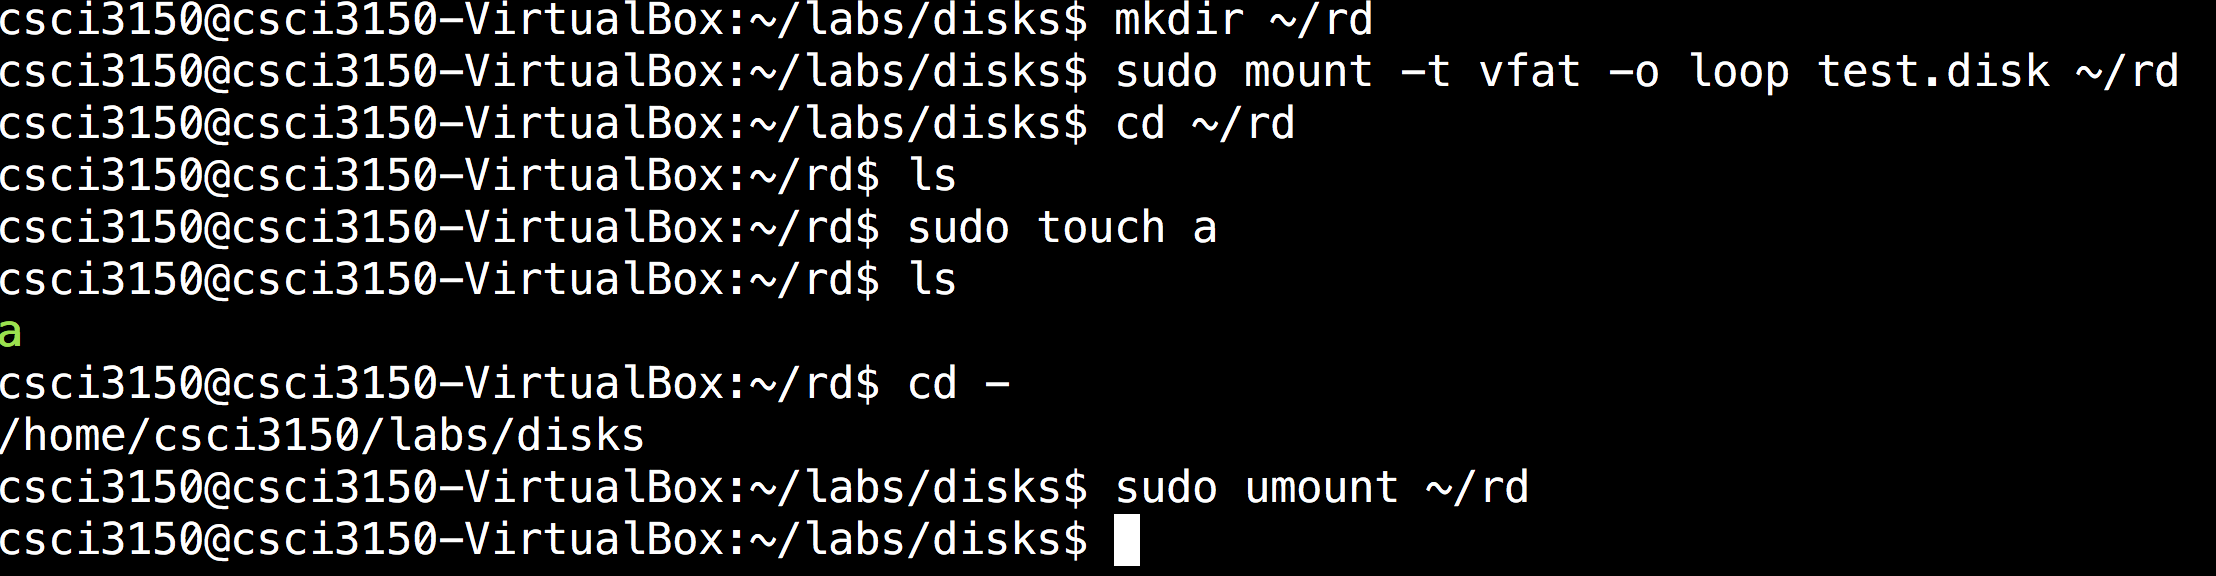 csci3150@csci3150-VirtualBox:~/labs/disks$ mkdir ~/rd
csci3150@csci3150-VirtualBox:~/labs/disks$ sudo mount -t vfat -o loop test.disk ~/rd
csci3150@csci3150-VirtualBox:~/labs/disks$ cd ~/rd
csci3150@csci3150-VirtualBox:~/rd$ ls
csci3150@csci3150-VirtualBox:~/rd$ sudo touch a
csci3150@csci3150-VirtualBox:~/rd$ ls
a
csci3150@csci3150-VirtualBox:~/rd$ cd -
/home/csci3150/labs/disks
csci3150@csci3150-VirtualBox:~/labs/disks$ sudo umount ~/rd
csci3150@csci3150-VirtualBox:~/labs/disks$